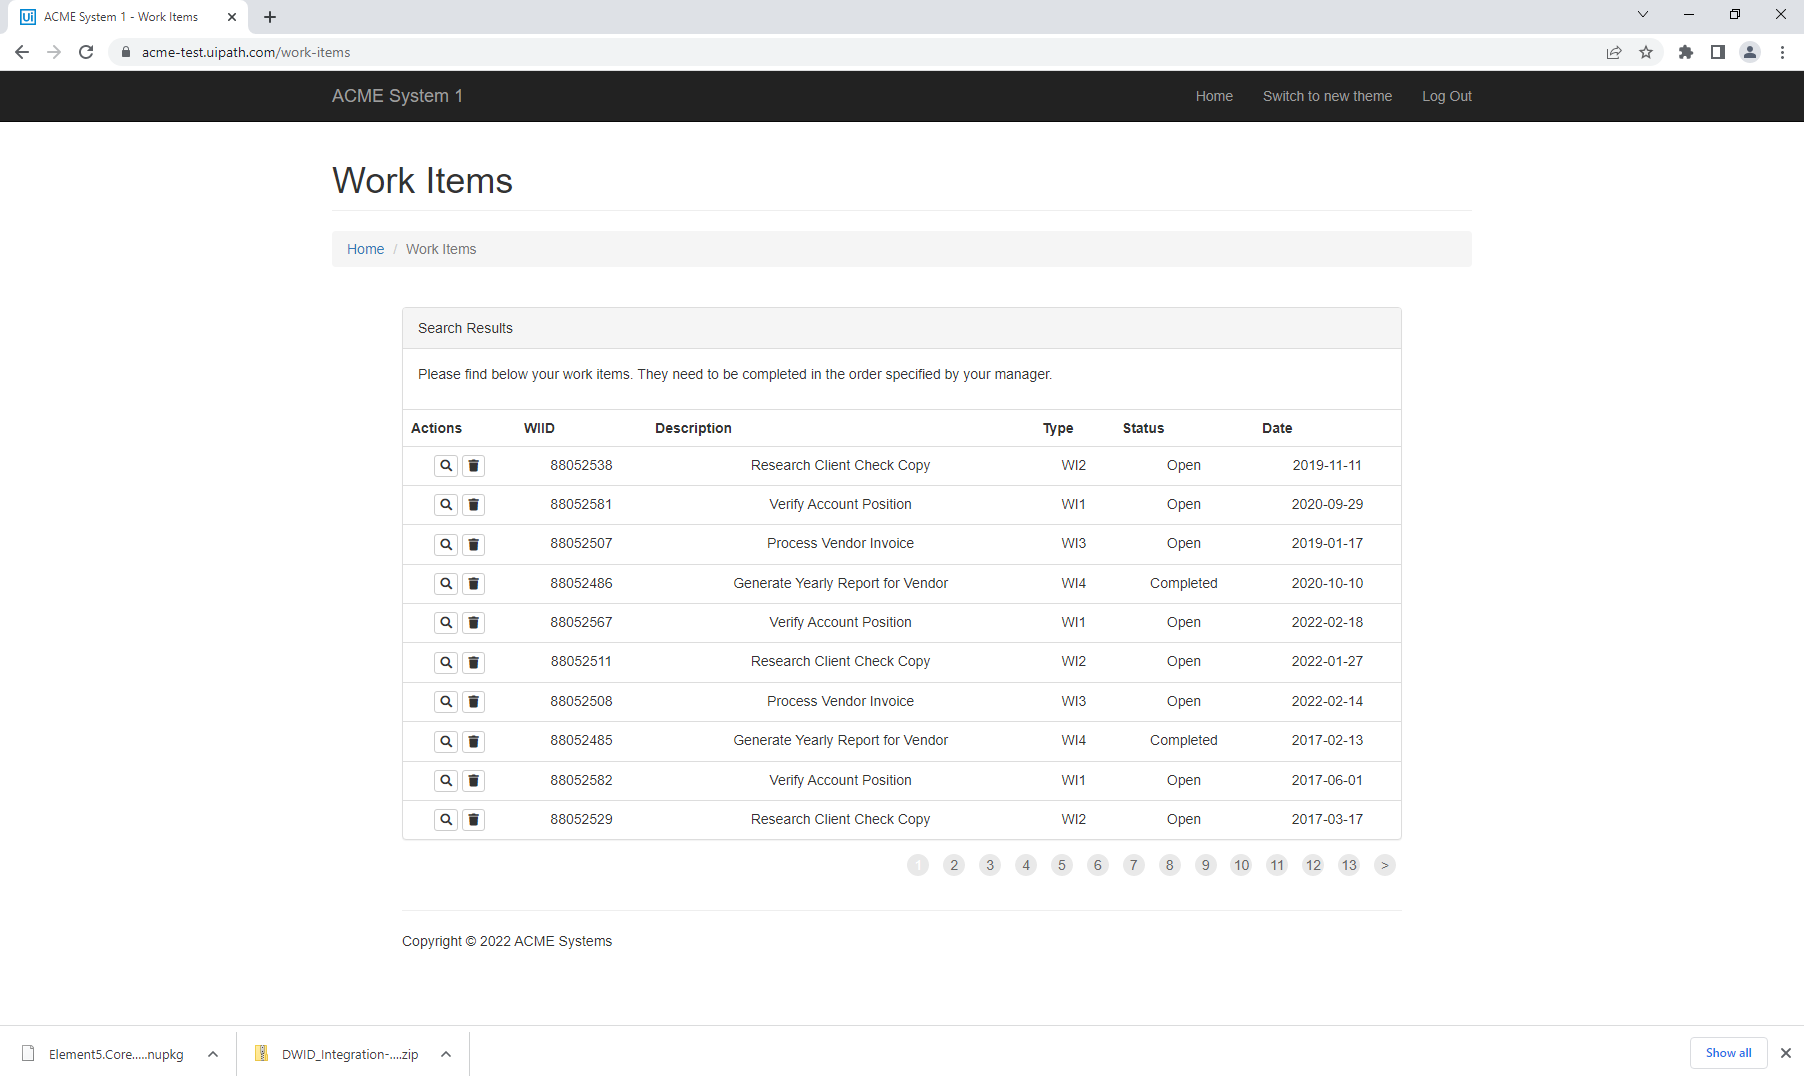 ACME System 1 - Work Items
acme-test.uipath.com/work-items
ACME System 1 Home Switch to new theme Log Out
Work Items
Home / Work Items
Search Results
Please find below your work items. They need to be completed in the order specified by your manager.
Actions WIID Description Type Status Date
88052538 Research Client Check Copy WI2 Open 2019-11-11
88052581 Verify Account Position WI1 Open 2020-09-29
88052507 Process Vendor Invoice WI3 Open 2019-01-17
88052486 Generate Yearly Report for Vendor WI4 Completed 2020-10-10
88052567 Verify Account Position WI1 Open 2022-02-18
88052511 Research Client Check Copy WI2 Open 2022-01-27
88052508 Process Vendor Invoice WI3 Open 2022-02-14
88052485 Generate Yearly Report for Vendor WI4 Completed 2017-02-13
88052582 Verify Account Position WI1 Open 2017-06-01
88052529 Research Client Check Copy WI2 Open 2017-03-17
1 2 3 4 5 6 7 8 9 10 11 12 13 >
Copyright © 2022 ACME Systems
Element5.Core.....nupkg DWID_Integration-....zip Show all